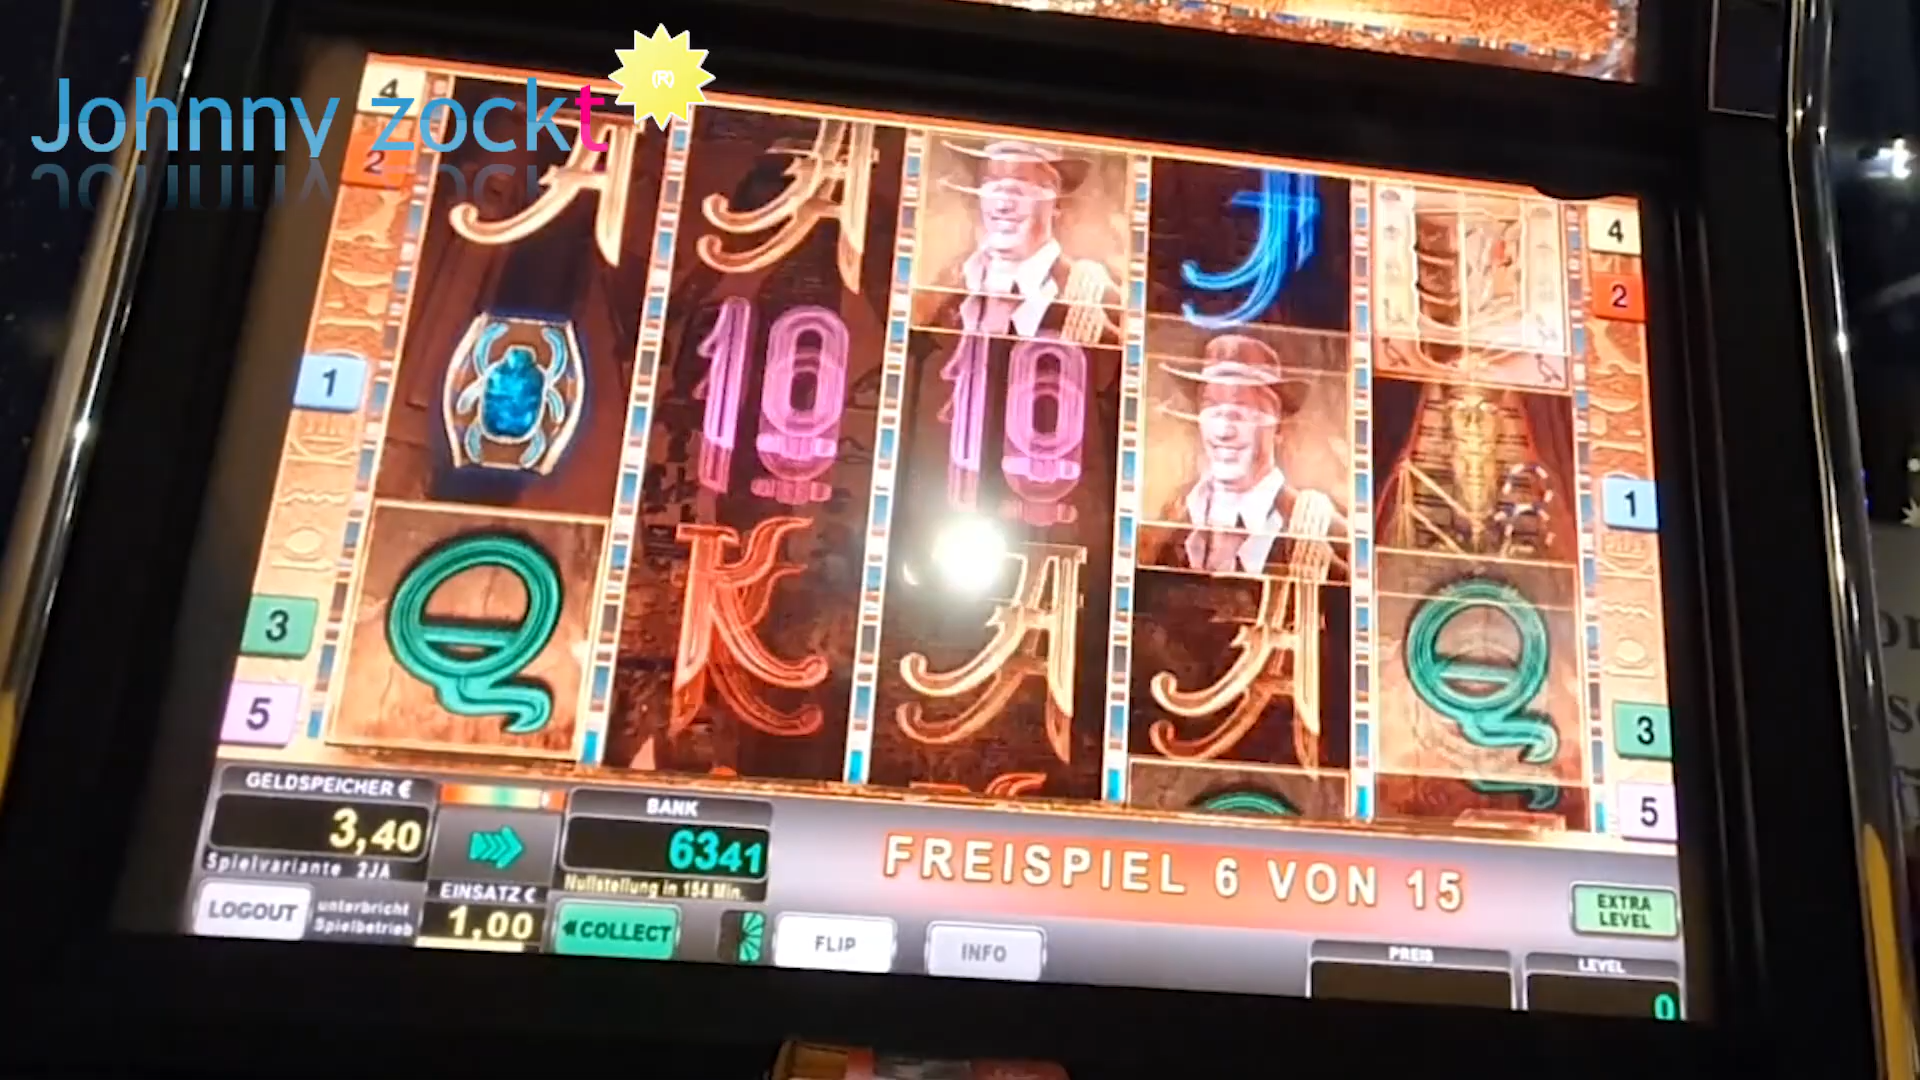 Johnny zockt
(R)
4
2
A
A
J
4
2
1
10
10
1
3
Q
K
A
A
Q
3
5
5
GELDSPEICHER €
3,40
Spielvariante 2JA
BANK
6341
Nullstellung in 154 Min.
FREISPIEL 6 VON 15
EXTRA
LEVEL
LOGOUT
unterbricht
Spielbetrieb
EINSATZ €
1,00
COLLECT
FLIP
INFO
PREIS
LEVEL
0